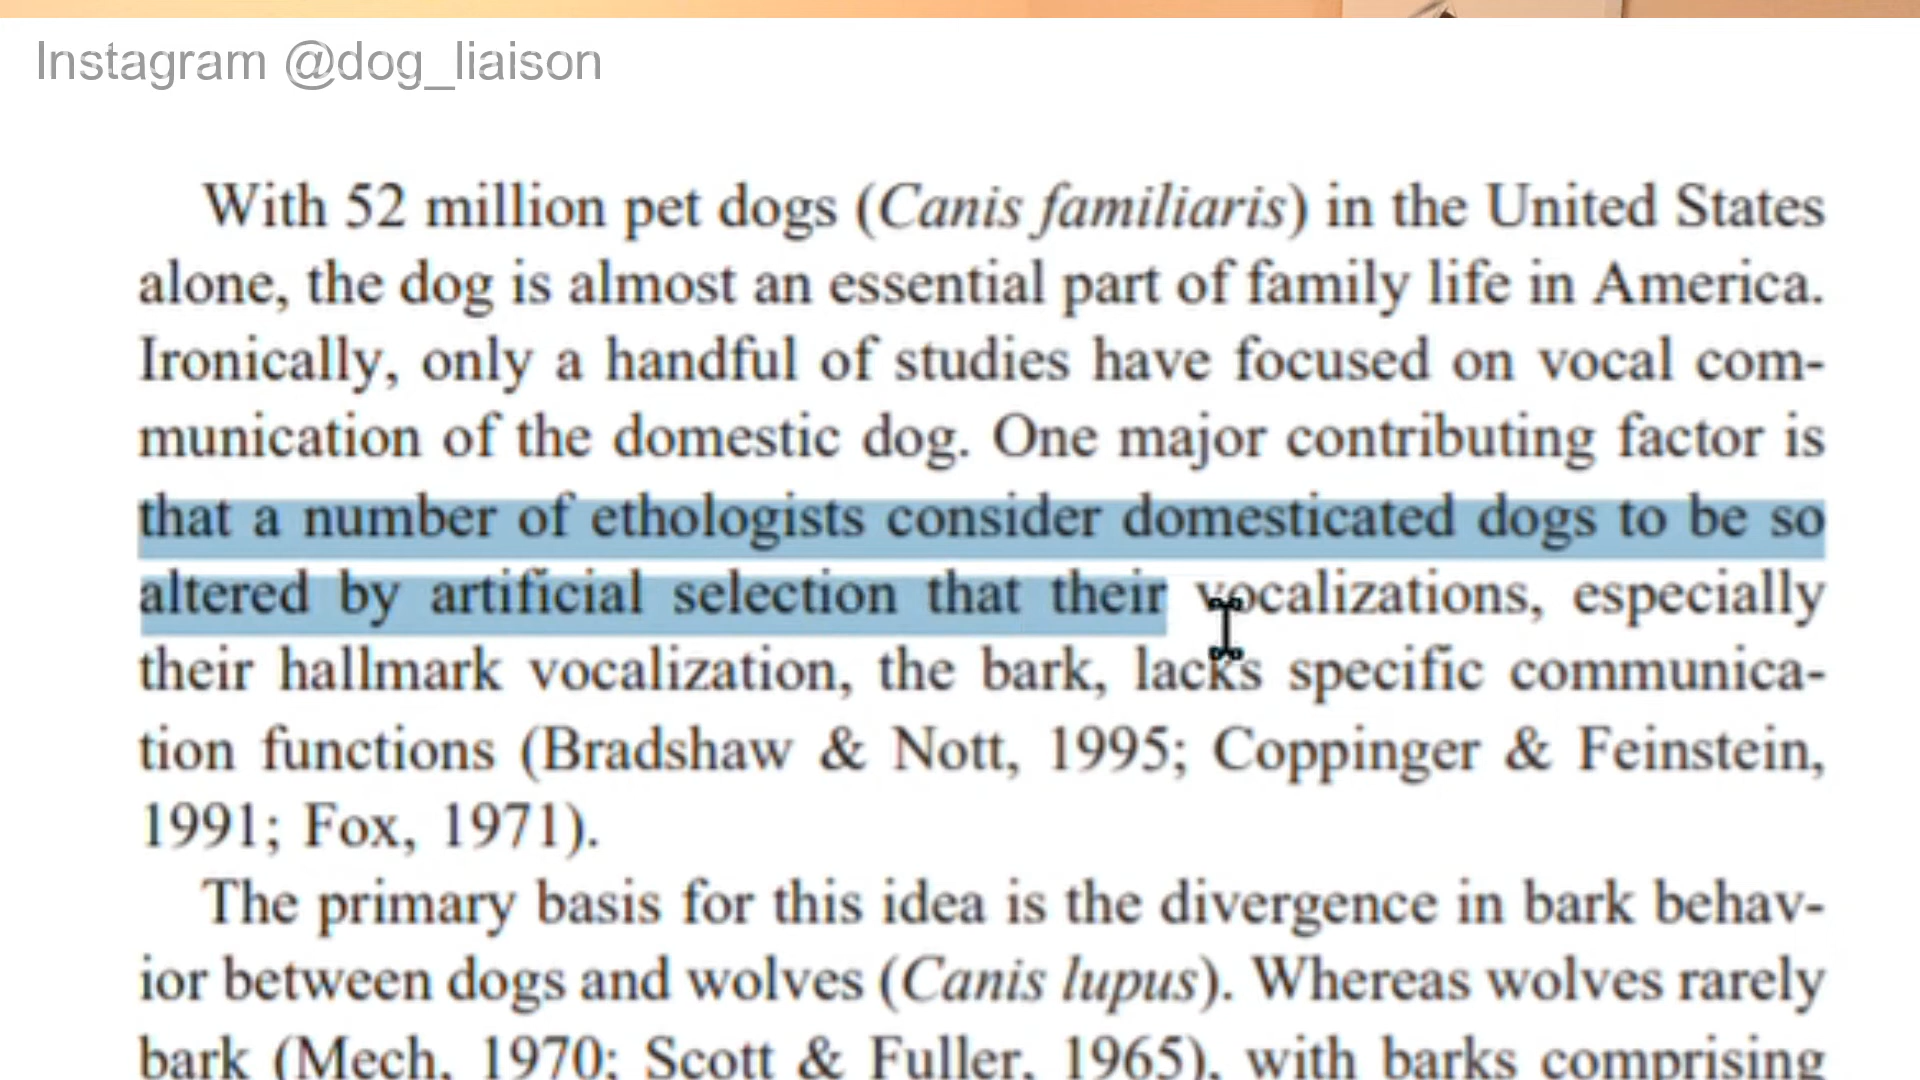 Instagram @dog_liaison
With 52 million pet dogs (Canis familiaris) in the United States
alone, the dog is almost an essential part of family life in America.
Ironically, only a handful of studies have focused on vocal com-
munication of the domestic dog. One major contributing factor is
that a number of ethologists consider domesticated dogs to be so
altered by artificial selection that their vocalizations, especially
their hallmark vocalization, the bark, lacks specific communica-
tion functions (Bradshaw & Nott, 1995; Coppinger & Feinstein,
1991; Fox, 1971).
The primary basis for this idea is the divergence in bark behav-
ior between dogs and wolves (Canis lupus). Whereas wolves rarely
bark (Mech, 1970; Scott & Fuller, 1965), with barks comprising